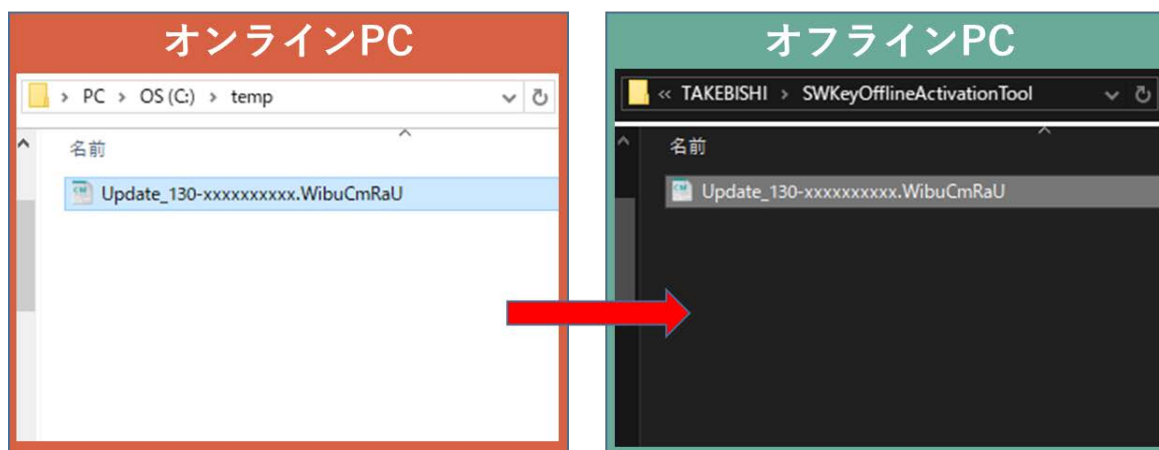 オンラインPC
PC > OS (C:) > temp
名前
Update_130-xxxxxxxxxx.WibuCmRaU
オフラインPC
« TAKEBISHI > SWKeyOfflineActivationTool
名前
Update_130-xxxxxxxxxx.WibuCmRaU